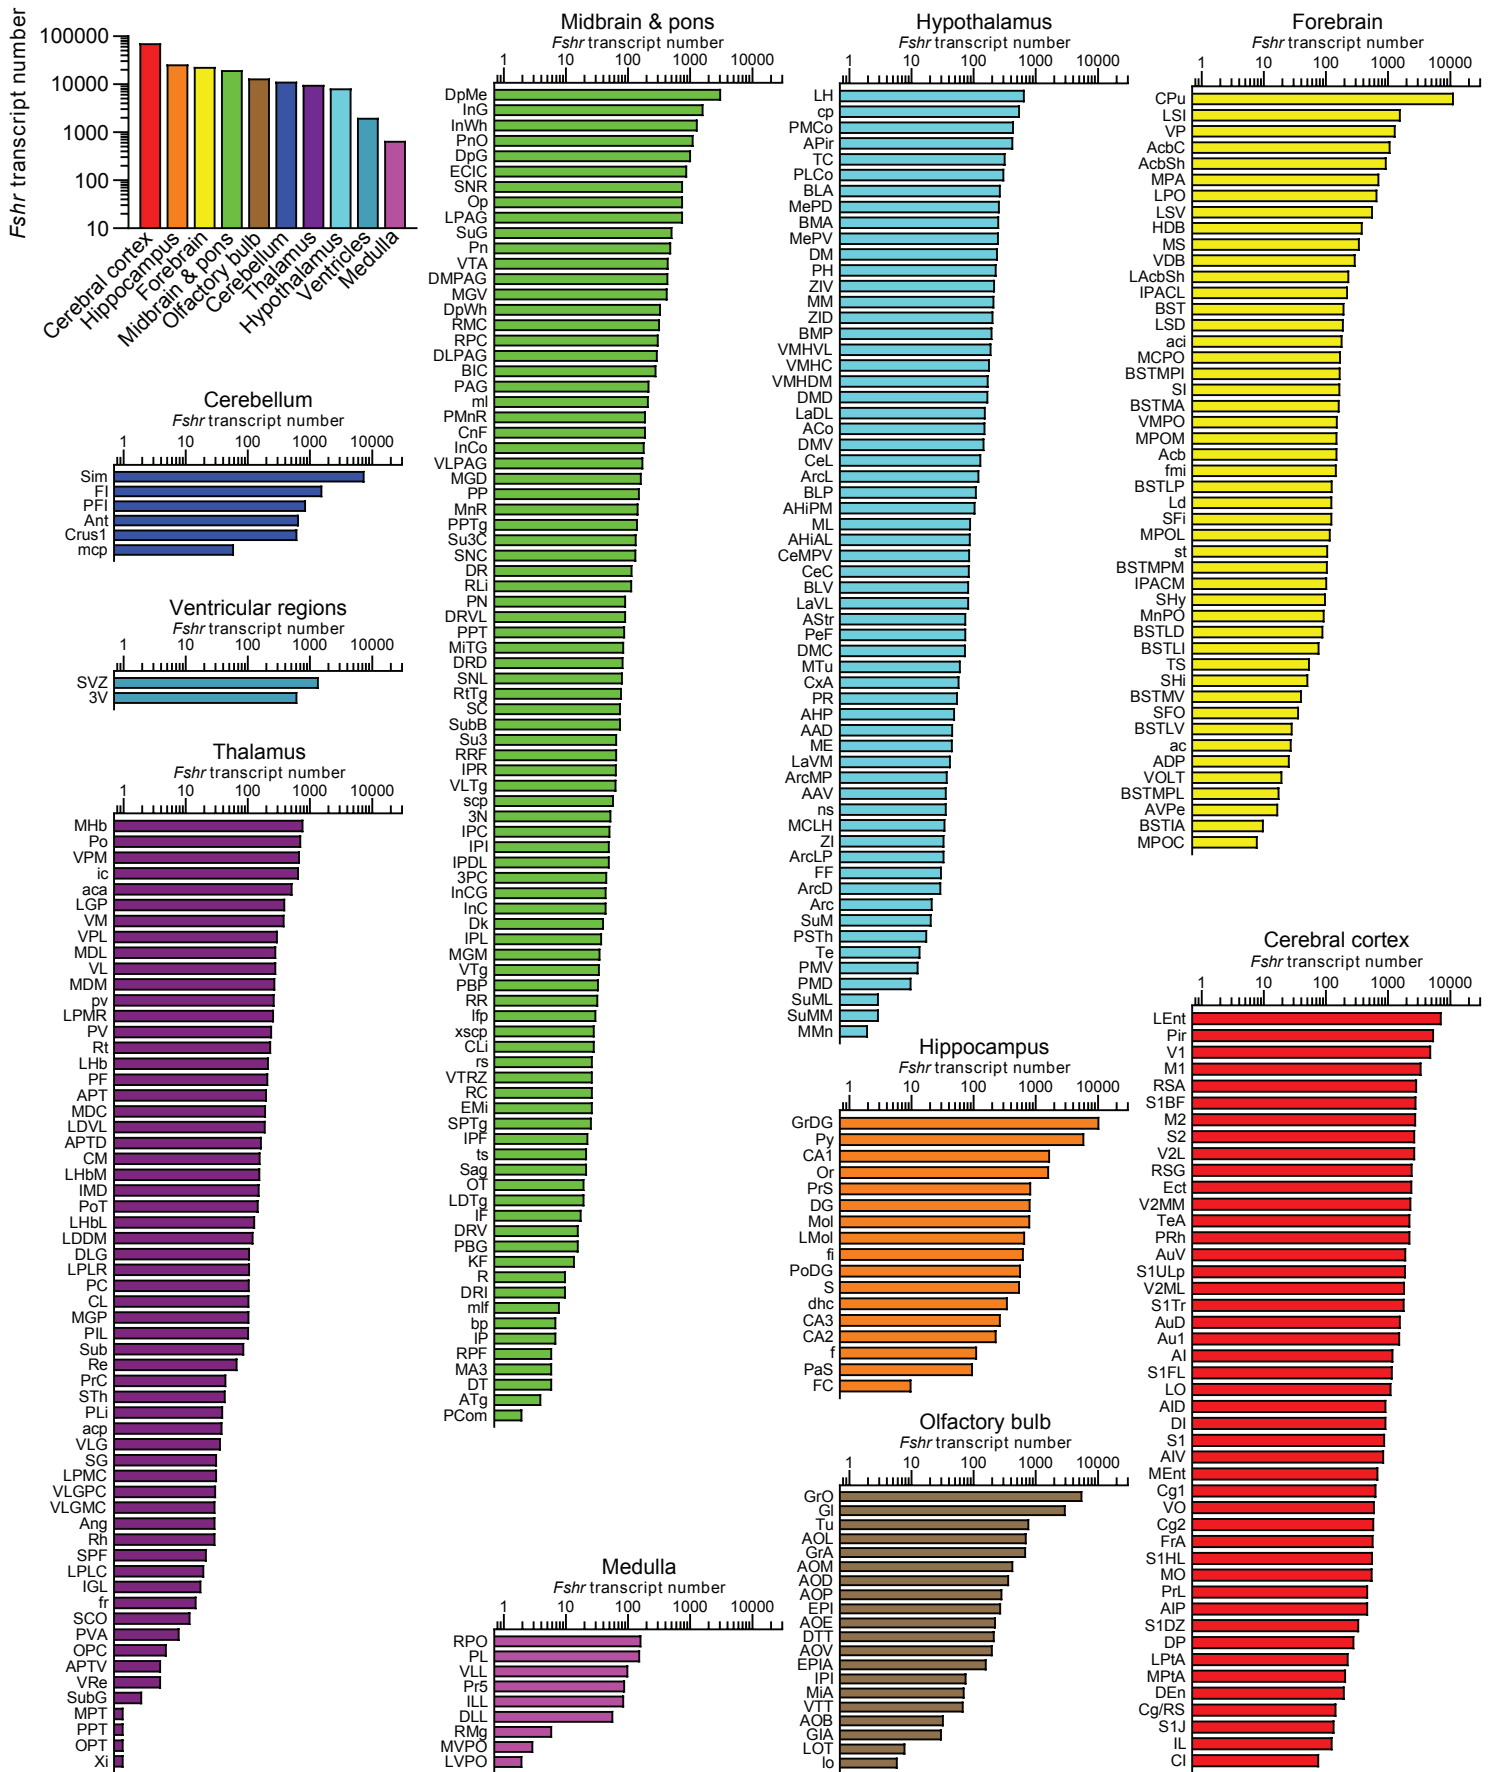 Fshr transcript number
100000
10000
1000
100
10
Cerebral cortex
Hippocampus
Forebrain
Midbrain & pons
Olfactory bulb
Cerebellum
Thalamus
Hypothalamus
Ventricles
Medulla
Cerebellum
Fshr transcript number
1 10 100 1000 10000
Sim
Fl
PFl
Ant
Crus1
mcp
Ventricular regions
Fshr transcript number
1 10 100 1000 10000
SVZ
3V
Thalamus
Fshr transcript number
1 10 100 1000 10000
MHb
Po
VPM
ic
aca
LGP
VM
VPL
MDL
VL
MDM
pv
LPMR
PV
Rt
LHb
PF
APT
MDC
LDVL
APTD
CM
LHbM
IMD
PoT
LHbL
LDDM
DLG
LPLR
PC
CL
MGP
PIL
Sub
Re
PrC
STh
PLi
acp
VLG
SG
LPMC
VLGPC
VLGMC
Ang
Rh
SPF
LPLC
IGL
fr
SCO
PVA
OPC
APTV
VRe
SubG
MPT
PPT
OPT
Xi
Midbrain & pons
Fshr transcript number
1 10 100 1000 10000
DpMe
InG
InWh
PnO
DpG
ECIC
SNR
Op
LPAG
SuG
Pn
VTA
DMPAG
MGV
DpWh
RMC
RPC
DLPAG
BIC
PAG
ml
PMnR
CnF
InCo
VLPAG
MGD
PP
MnR
PPTg
Su3C
SNC
DR
RLi
PN
DRVL
PPT
MiTG
DRD
SNL
RtTg
SC
SubB
Su3
RRF
IPR
VLTg
scp
3N
IPC
IPI
IPDL
3PC
InCG
InC
Dk
IPL
MGM
VTg
PBP
RR
lfp
xscp
CLi
rs
VTRZ
RC
EMi
SPTg
IPF
ts
Sag
OT
LDTg
IF
DRV
PBG
KF
R
DRI
mlf
bp
IP
RPF
MA3
DT
ATg
PCom
Medulla
Fshr transcript number
1 10 100 1000 10000
RPO
PL
VLL
Pr5
ILL
DLL
RMg
MVPO
LVPO
Hypothalamus
Fshr transcript number
1 10 100 1000 10000
LH
cp
PMCo
APir
TC
PLCo
BLA
MePD
BMA
MePV
DM
PH
ZIV
MM
ZID
BMP
VMHVL
VMHC
VMHDM
DMD
LaDL
ACo
DMV
CeL
ArcL
BLP
AHiPM
ML
AHiAL
CeMPV
CeC
BLV
LaVL
AStr
PeF
DMC
MTu
CxA
PR
AHP
AAD
ME
LaVM
ArcMP
AAV
ns
MCLH
ZI
ArcLP
FF
ArcD
Arc
SuM
PSTh
Te
PMV
PMD
SuML
SuMM
MMn
Hippocampus
Fshr transcript number
1 10 100 1000 10000
GrDG
Py
CA1
Or
PrS
DG
Mol
LMol
fi
PoDG
S
dhc
CA3
CA2
f
PaS
FC
Olfactory bulb
Fshr transcript number
1 10 100 1000 10000
GrO
Gl
Tu
AOL
GrA
AOM
AOD
AOP
EPl
AOE
DTT
AOV
EPlA
IPl
MiA
VTT
AOB
GlA
LOT
lo
Forebrain
Fshr transcript number
1 10 100 1000 10000
CPu
LSI
VP
AcbC
AcbSh
MPA
LPO
LSV
HDB
MS
VDB
LAcbSh
IPACL
BST
LSD
aci
MCPO
BSTMPI
SI
BSTMA
VMPO
MPOM
Acb
fmi
BSTLP
Ld
SFi
MPOL
st
BSTMPM
IPACM
SHy
MnPO
BSTLD
BSTLI
TS
SHi
BSTMV
SFO
BSTLV
ac
ADP
VOLT
BSTMPL
AVPe
BSTIA
MPOC
Cerebral cortex
Fshr transcript number
1 10 100 1000 10000
LEnt
Pir
V1
M1
RSA
S1BF
M2
S2
V2L
RSG
Ect
V2MM
TeA
PRh
AuV
S1ULp
V2ML
S1Tr
AuD
Au1
AI
S1FL
LO
AID
DI
S1
AIV
MEnt
Cg1
VO
Cg2
FrA
S1HL
MO
PrL
AIP
S1DZ
DP
LPtA
MPtA
DEn
Cg/RS
S1J
IL
Cl